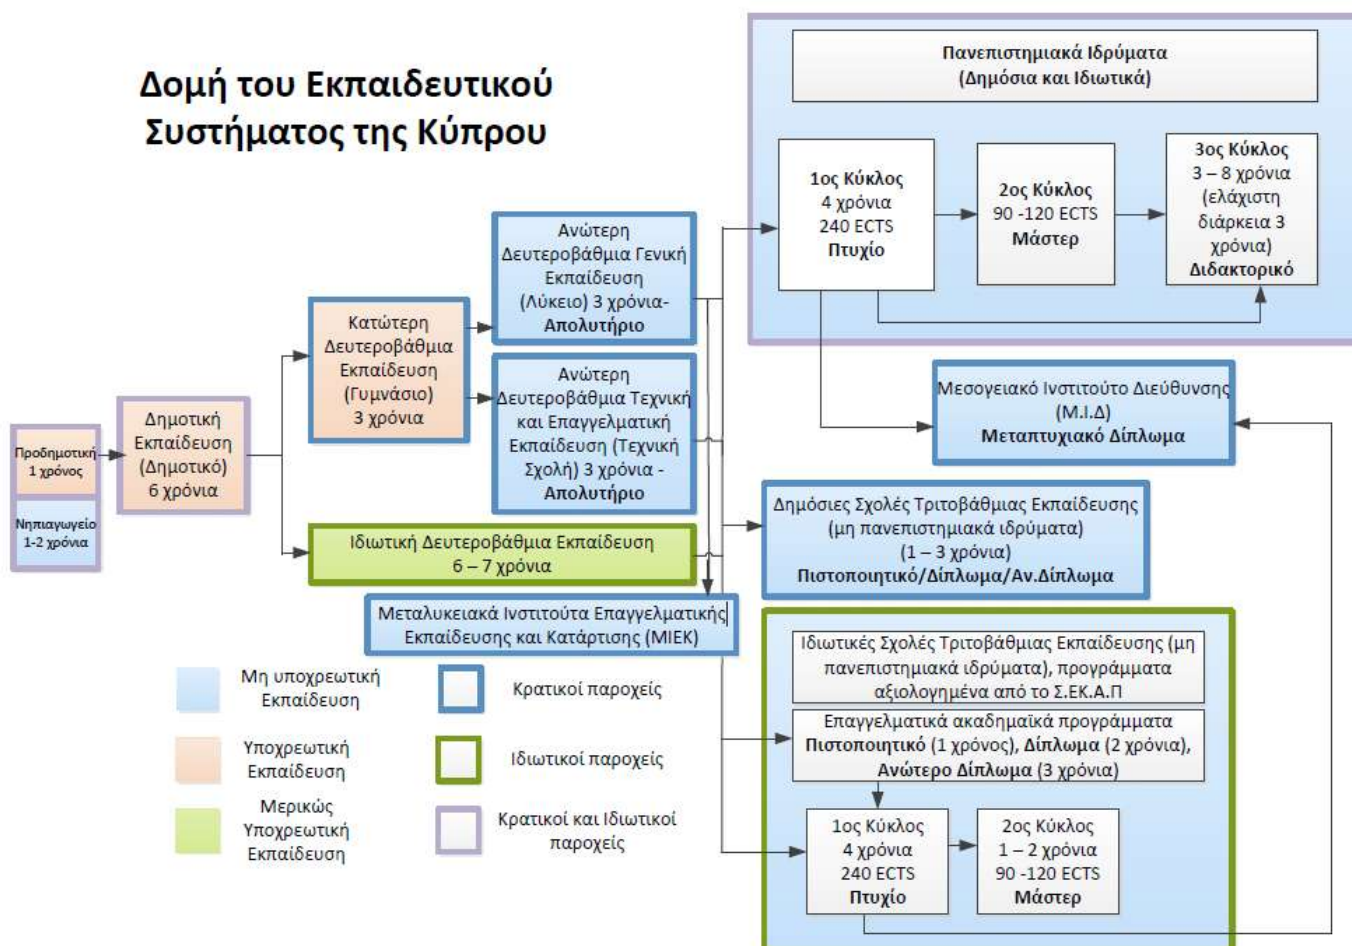 Δομή του Εκπαιδευτικού
Συστήματος της Κύπρου
Πανεπιστημιακά Ιδρύματα
(Δημόσια και Ιδιωτικά)
1ος Κύκλος
4 χρόνια
240 ECTS
Πτυχίο
2ος Κύκλος
90 -120 ECTS
Μάστερ
3ος Κύκλος
3 – 8 χρόνια
(ελάχιστη
διάρκεια 3
χρόνια)
Διδακτορικό
Ανώτερη
Δευτεροβάθμια Γενική
Εκπαίδευση
(Λύκειο) 3 χρόνια-
Απολυτήριο
Κατώτερη
Δευτεροβάθμια
Εκπαίδευση
(Γυμνάσιο)
3 χρόνια
Ανώτερη
Δευτεροβάθμια Τεχνική
και Επαγγελματική
Εκπαίδευση (Τεχνική
Σχολή) 3 χρόνια -
Απολυτήριο
Μεσογειακό Ινστιτούτο Διεύθυνσης
(Μ.Ι.Δ)
Μεταπτυχιακό Δίπλωμα
Προδημοτική
1 χρόνος
Νηπιαγωγείο
1-2 χρόνια
Δημοτική
Εκπαίδευση
(Δημοτικό)
6 χρόνια
Δημόσιες Σχολές Τριτοβάθμιας Εκπαίδευσης
(μη πανεπιστημιακά ιδρύματα)
(1 – 3 χρόνια)
Πιστοποιητικό/Δίπλωμα/Αν.Δίπλωμα
Ιδιωτική Δευτεροβάθμια Εκπαίδευση
6 – 7 χρόνια
Μεταλυκειακά Ινστιτούτα Επαγγελματικής
Εκπαίδευσης και Κατάρτισης (ΜΙΕΚ)
Ιδιωτικές Σχολές Τριτοβάθμιας Εκπαίδευσης (μη
πανεπιστημιακά ιδρύματα), προγράμματα
αξιολογημένα από το Σ.ΕΚ.Α.Π
Επαγγελματικά ακαδημαϊκά προγράμματα
Πιστοποιητικό (1 χρόνος), Δίπλωμα (2 χρόνια),
Ανώτερο Δίπλωμα (3 χρόνια)
1ος Κύκλος
4 χρόνια
240 ECTS
Πτυχίο
2ος Κύκλος
1 – 2 χρόνια
90 -120 ECTS
Μάστερ
Μη υποχρεωτική
Εκπαίδευση
Κρατικοί παροχείς
Υποχρεωτική
Εκπαίδευση
Ιδιωτικοί παροχείς
Μερικώς
Υποχρεωτική
Εκπαίδευση
Κρατικοί και Ιδιωτικοί
παροχείς